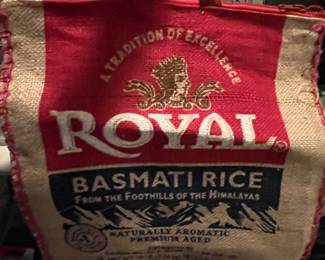 A TRADITION OF EXCELLENCE
ROYAL®
BASMATI RICE
FROM THE FOOTHILLS OF THE HIMALAYAS
NATURALLY AROMATIC
PREMIUM AGED